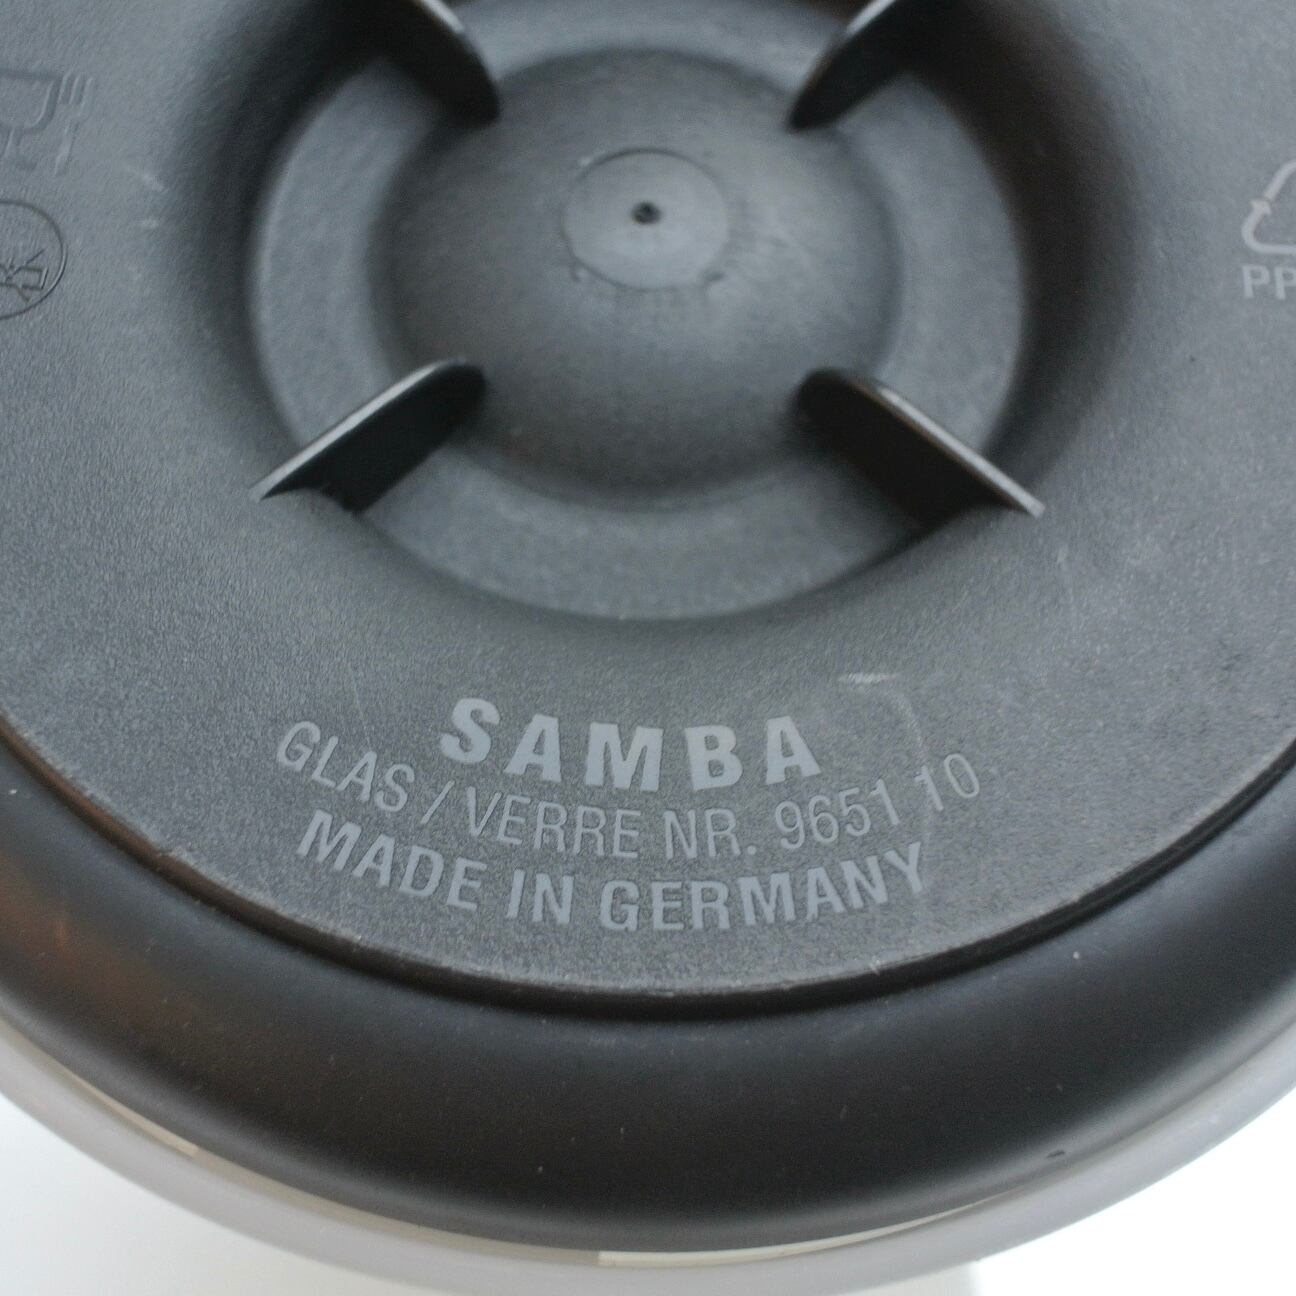 PP
SAMBA
GLAS / VERRE NR. 9651 10
MADE IN GERMANY